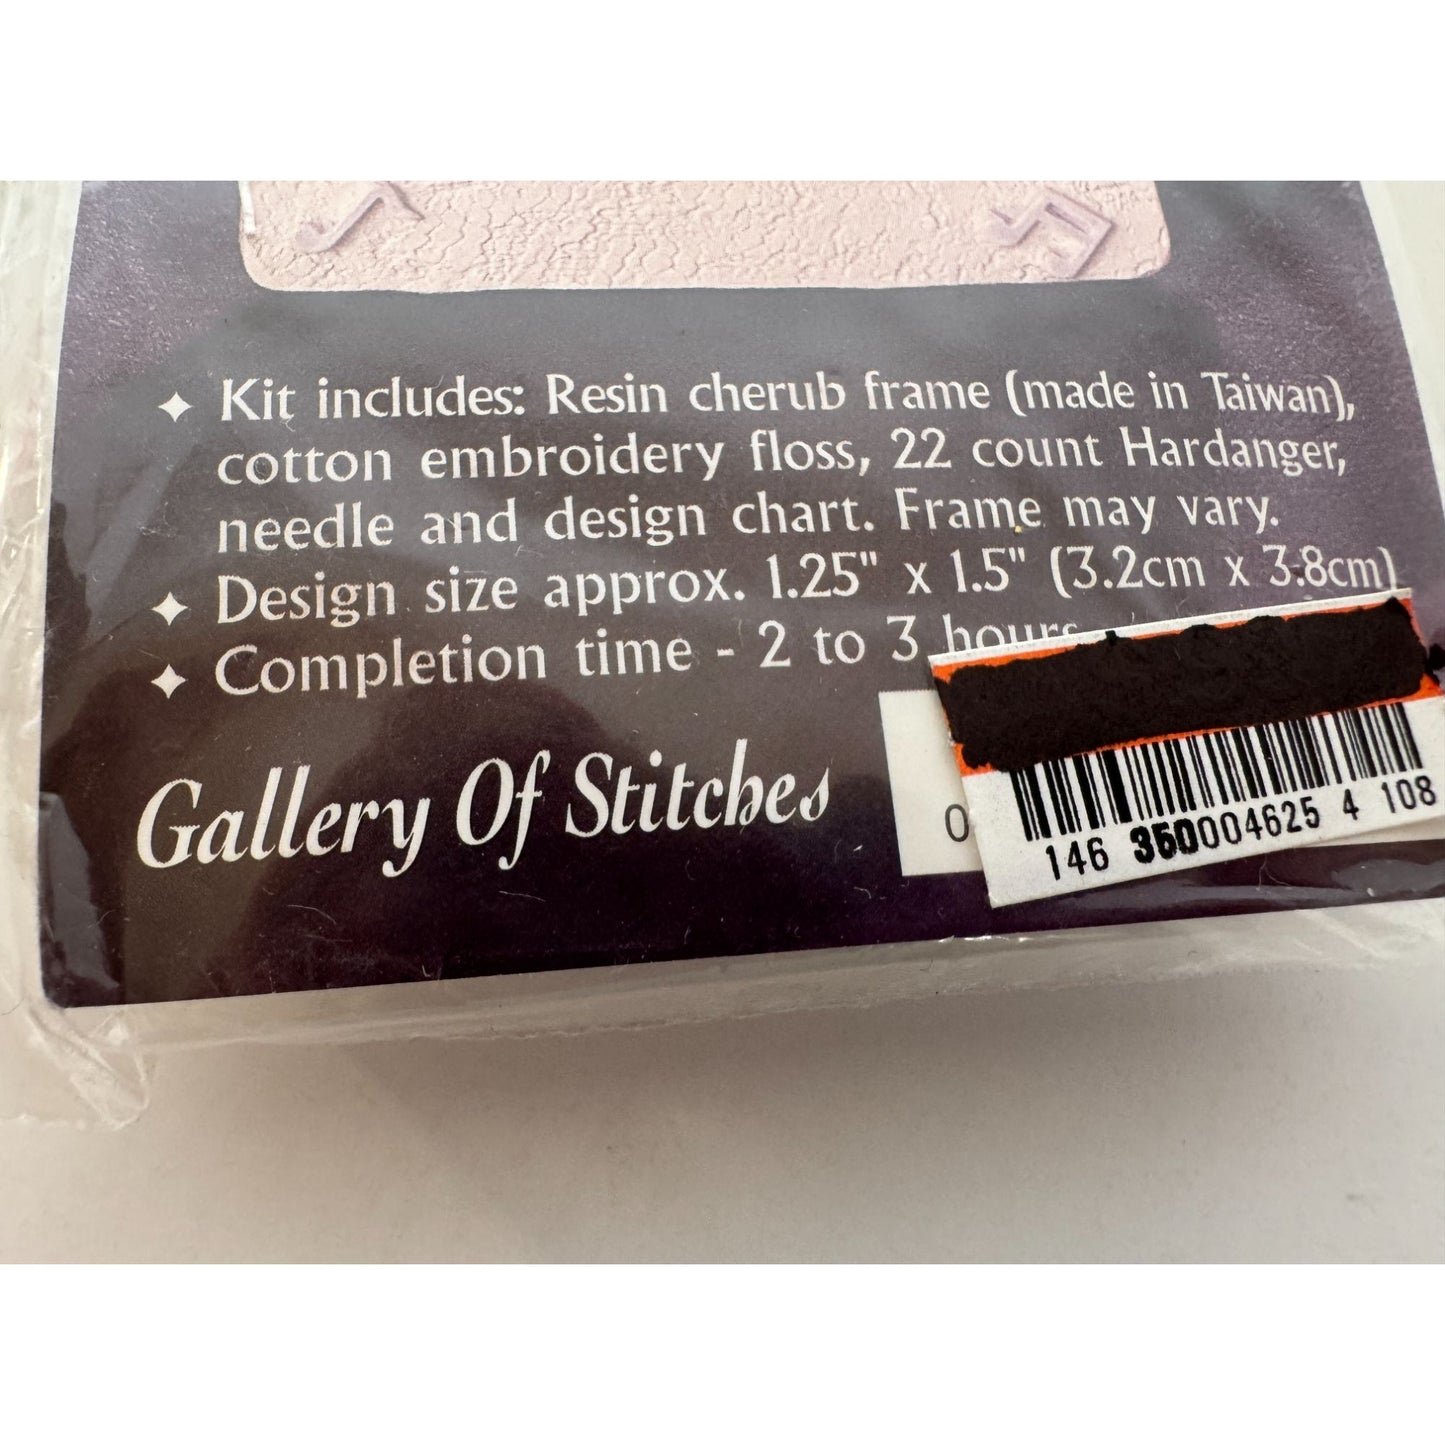 Kit includes: Resin cherub frame (made in Taiwan),
cotton embroidery floss, 22 count Hardanger,
needle and design chart. Frame may vary.
Design size approx. 1.25" x 1.5" (3.2cm x 3.8cm)
Completion time - 2 to 3 hours
Gallery Of Stitches
0
146 350004625 4 108